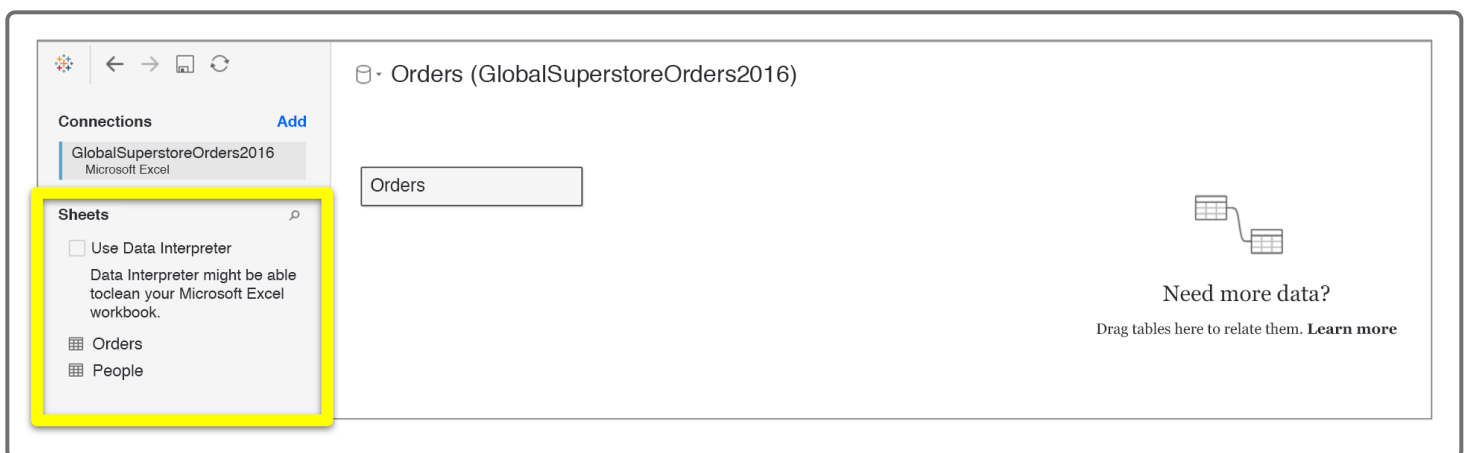 Orders (GlobalSuperstoreOrders2016)
Connections Add
GlobalSuperstoreOrders2016
Microsoft Excel
Sheets
Use Data Interpreter
Data Interpreter might be able
toclean your Microsoft Excel
workbook.
Orders
People
Orders
Need more data?
Drag tables here to relate them. Learn more